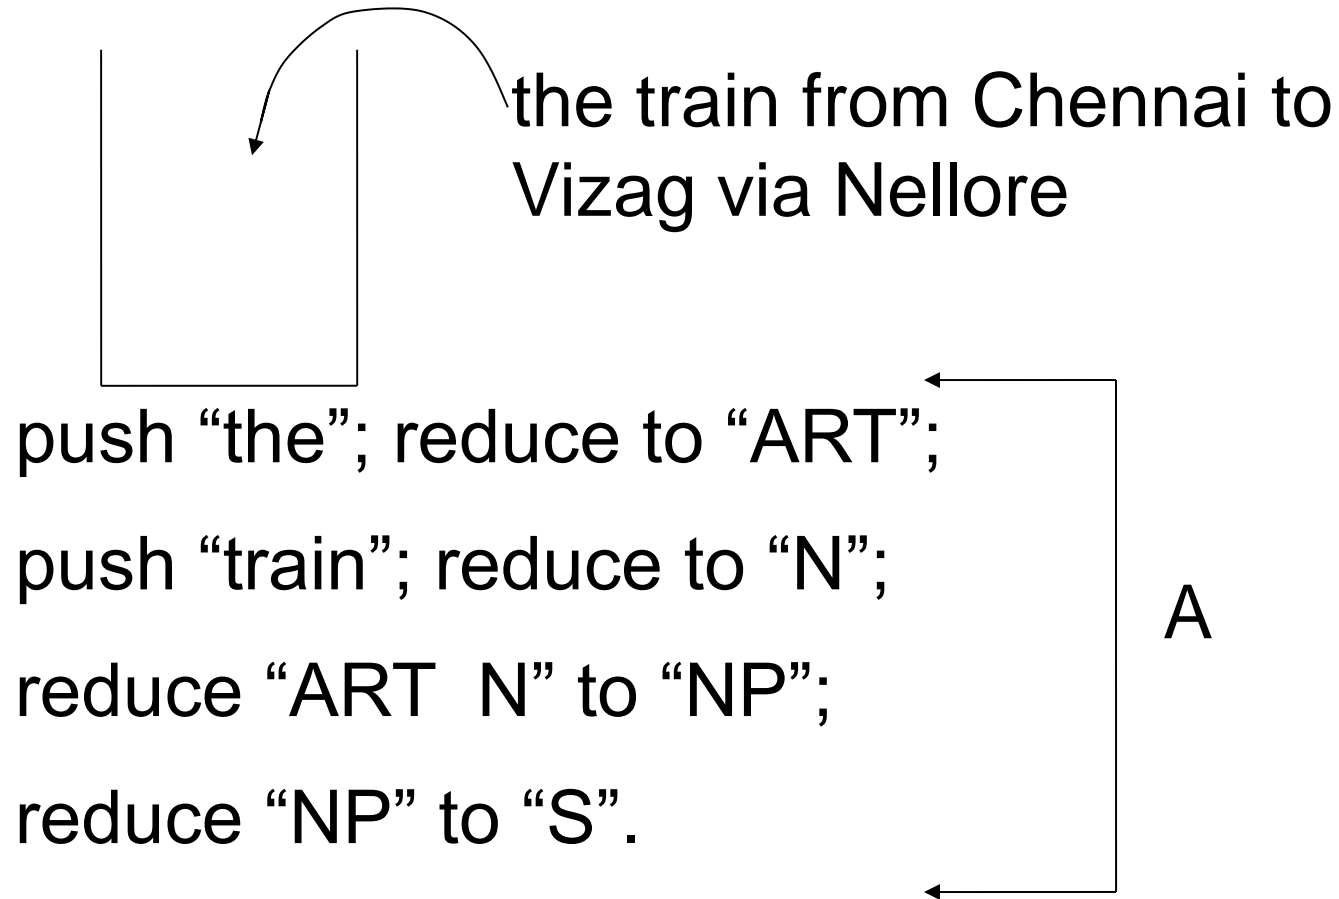 the train from Chennai to
Vizag via Nellore
push “the”; reduce to “ART”;
push “train”; reduce to “N”;
reduce “ART N” to “NP”;
reduce “NP” to “S”.
A